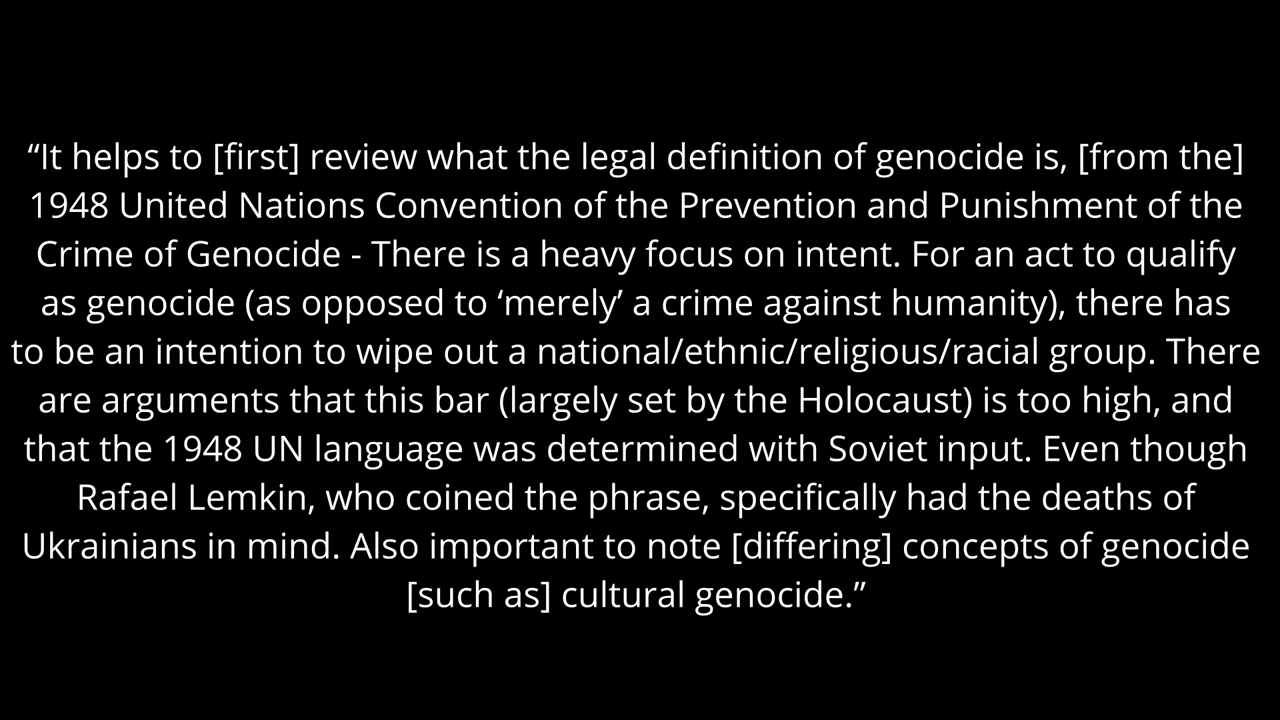 “It helps to [first] review what the legal definition of genocide is, [from the]
1948 United Nations Convention of the Prevention and Punishment of the
Crime of Genocide - There is a heavy focus on intent. For an act to qualify
as genocide (as opposed to ‘merely’ a crime against humanity), there has
to be an intention to wipe out a national/ethnic/religious/racial group. There
are arguments that this bar (largely set by the Holocaust) is too high, and
that the 1948 UN language was determined with Soviet input. Even though
Rafael Lemkin, who coined the phrase, specifically had the deaths of
Ukrainians in mind. Also important to note [differing] concepts of genocide
[such as] cultural genocide.”